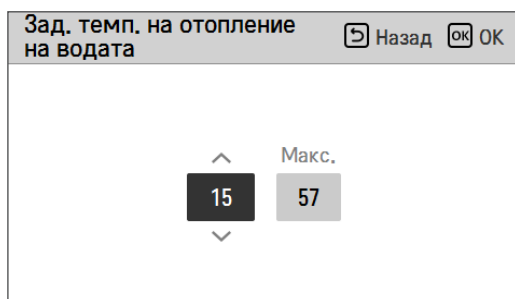 Зад. темп. на отопление
на водата
Назад OK OK
Макс.
15 57